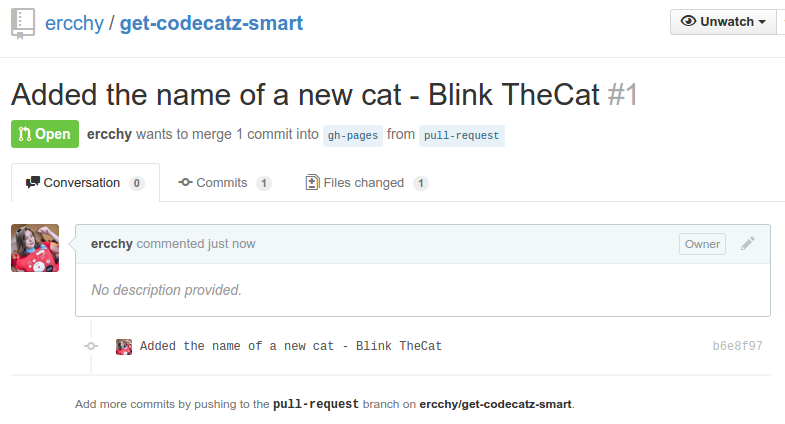 ercchy / get-codecatz-smart
Unwatch
Added the name of a new cat - Blink TheCat #1
Open ercchy wants to merge 1 commit into gh-pages from pull-request
Conversation 0 Commits 1 Files changed 1
ercchy commented just now Owner
No description provided.
Added the name of a new cat - Blink TheCat b6e8f97
Add more commits by pushing to the pull-request branch on ercchy/get-codecatz-smart.